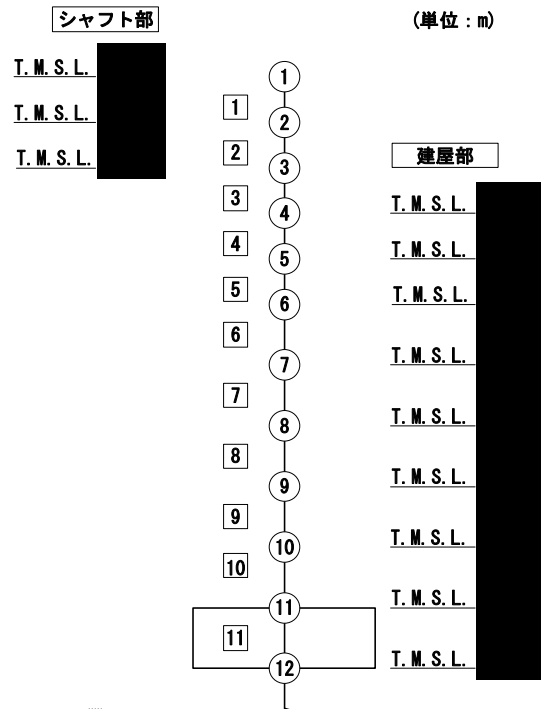 シャフト部
(単位：m)
T. M. S. L.
T. M. S. L.
T. M. S. L.
1
1
2
2
3
建屋部
3
T. M. S. L.
4
4
T. M. S. L.
5
5
T. M. S. L.
6
6
T. M. S. L.
7
7
T. M. S. L.
8
8
T. M. S. L.
9
9
T. M. S. L.
10
10
T. M. S. L.
11
11
T. M. S. L.
12